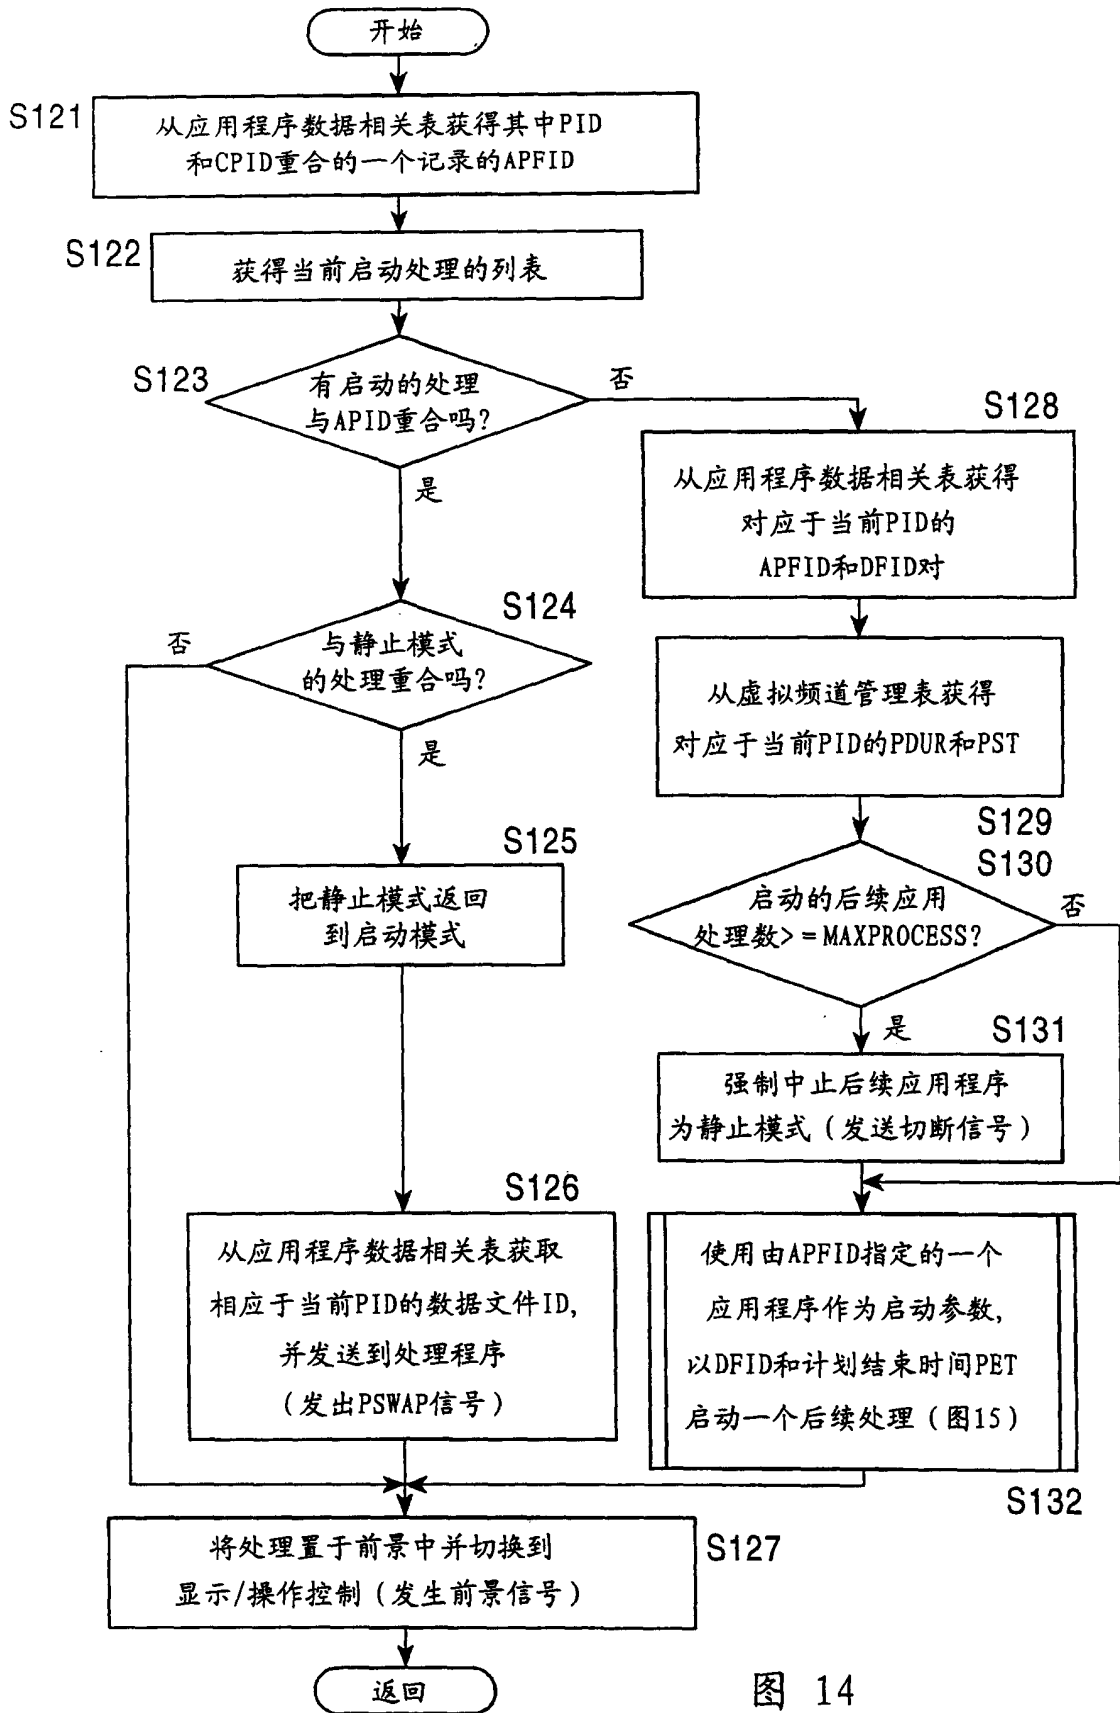 开始
S121
从应用程序数据相关表获得其中PID
和CPID重合的一个记录的APFID
S122
获得当前启动处理的列表
S123
有启动的处理
与APID重合吗?
否
是
S128
从应用程序数据相关表获得
对应于当前PID的
APFID和DFID对
S124
与静止模式
的处理重合吗?
否
是
从虚拟频道管理表获得
对应于当前PID的PDUR和PST
S129
S125
把静止模式返回
到启动模式
S130
启动的后续应用
处理数>=MAXPROCESS?
否
是
S131
强制中止后续应用程序
为静止模式(发送切断信号)
S126
从应用程序数据相关表获取
相应于当前PID的数据文件ID,
并发送到处理程序
(发出PSWAP信号)
使用由APFID指定的一个
应用程序作为启动参数,
以DFID和计划结束时间PET
启动一个后续处理(图15)
S132
将处理置于前景中并切换到
显示/操作控制(发生前景信号)
S127
返回
图 14